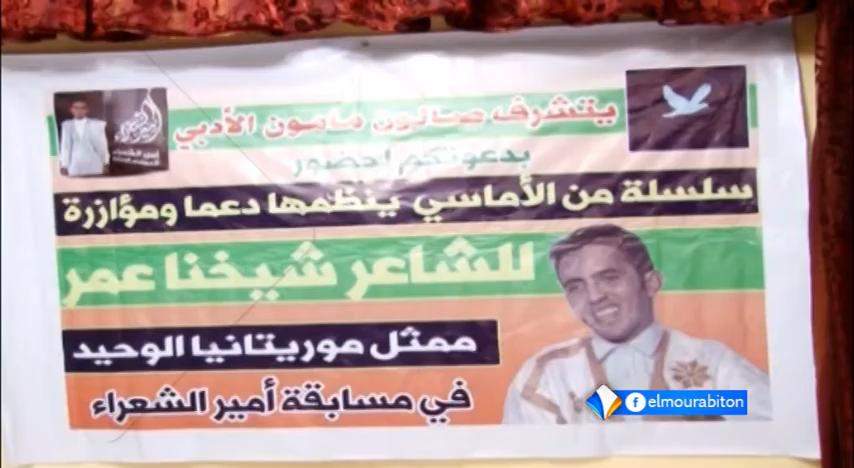 يتشرف صالون مامون الأدبي
بدعوتكم لحضور
سلسلة من الأماسي ينظمها دعما ومؤازرة
للشاعر شيخنا عمر
ممثل موريتانيا الوحيد
في مسابقة أمير الشعراء
elmourabiton